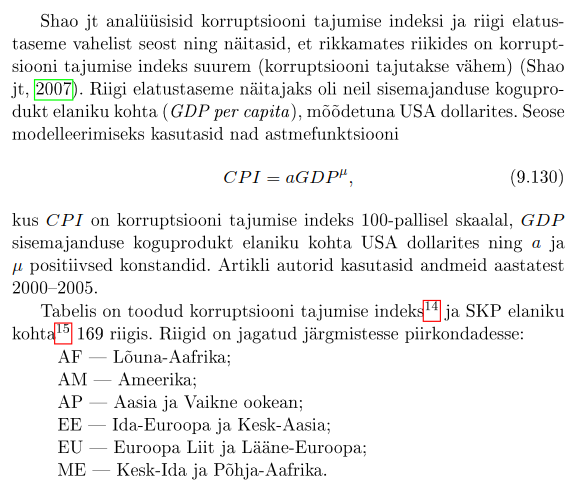 Shao jt analüüsisid korruptsiooni tajumise indeksi ja riigi elatus-
taseme vahelist seost ning näitasid, et rikkamates riikides on korrupt-
siooni tajumise indeks suurem (korruptsiooni tajutakse vähem) (Shao
jt, 2007). Riigi elatustaseme näitajaks oli neil sisemajanduse kogupro-
dukt elaniku kohta (GDP per capita), mõõdetuna USA dollarites. Seose
modelleerimiseks kasutasid nad astmefunktsiooni
CPI = aGDP^μ, (9.130)
kus CPI on korruptsiooni tajumise indeks 100-pallisel skaalal, GDP
sisemajanduse koguprodukt elaniku kohta USA dollarites ning a ja
μ positiivsed konstandid. Artikli autorid kasutasid andmeid aastatest
2000–2005.
Tabelis on toodud korruptsiooni tajumise indeks14 ja SKP elaniku
kohta15 169 riigis. Riigid on jagatud järgmistesse piirkondadesse:
AF — Lõuna-Aafrika;
AM — Ameerika;
AP — Aasia ja Vaikne ookean;
EE — Ida-Euroopa ja Kesk-Aasia;
EU — Euroopa Liit ja Lääne-Euroopa;
ME — Kesk-Ida ja Põhja-Aafrika.